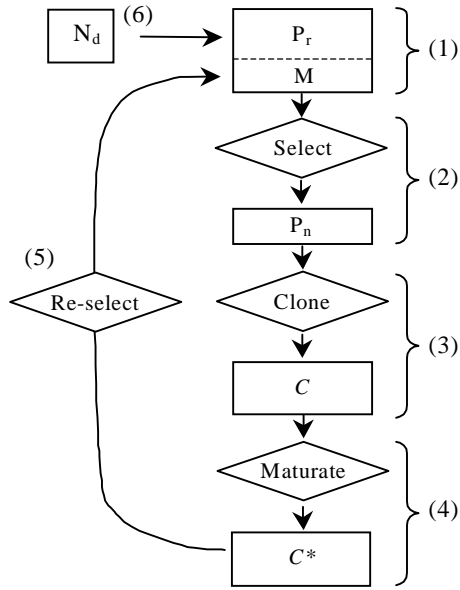 N_d
(6)
P_r
M
(1)
Select
(2)
P_n
(5)
Re-select
Clone
(3)
C
Maturate
(4)
C*